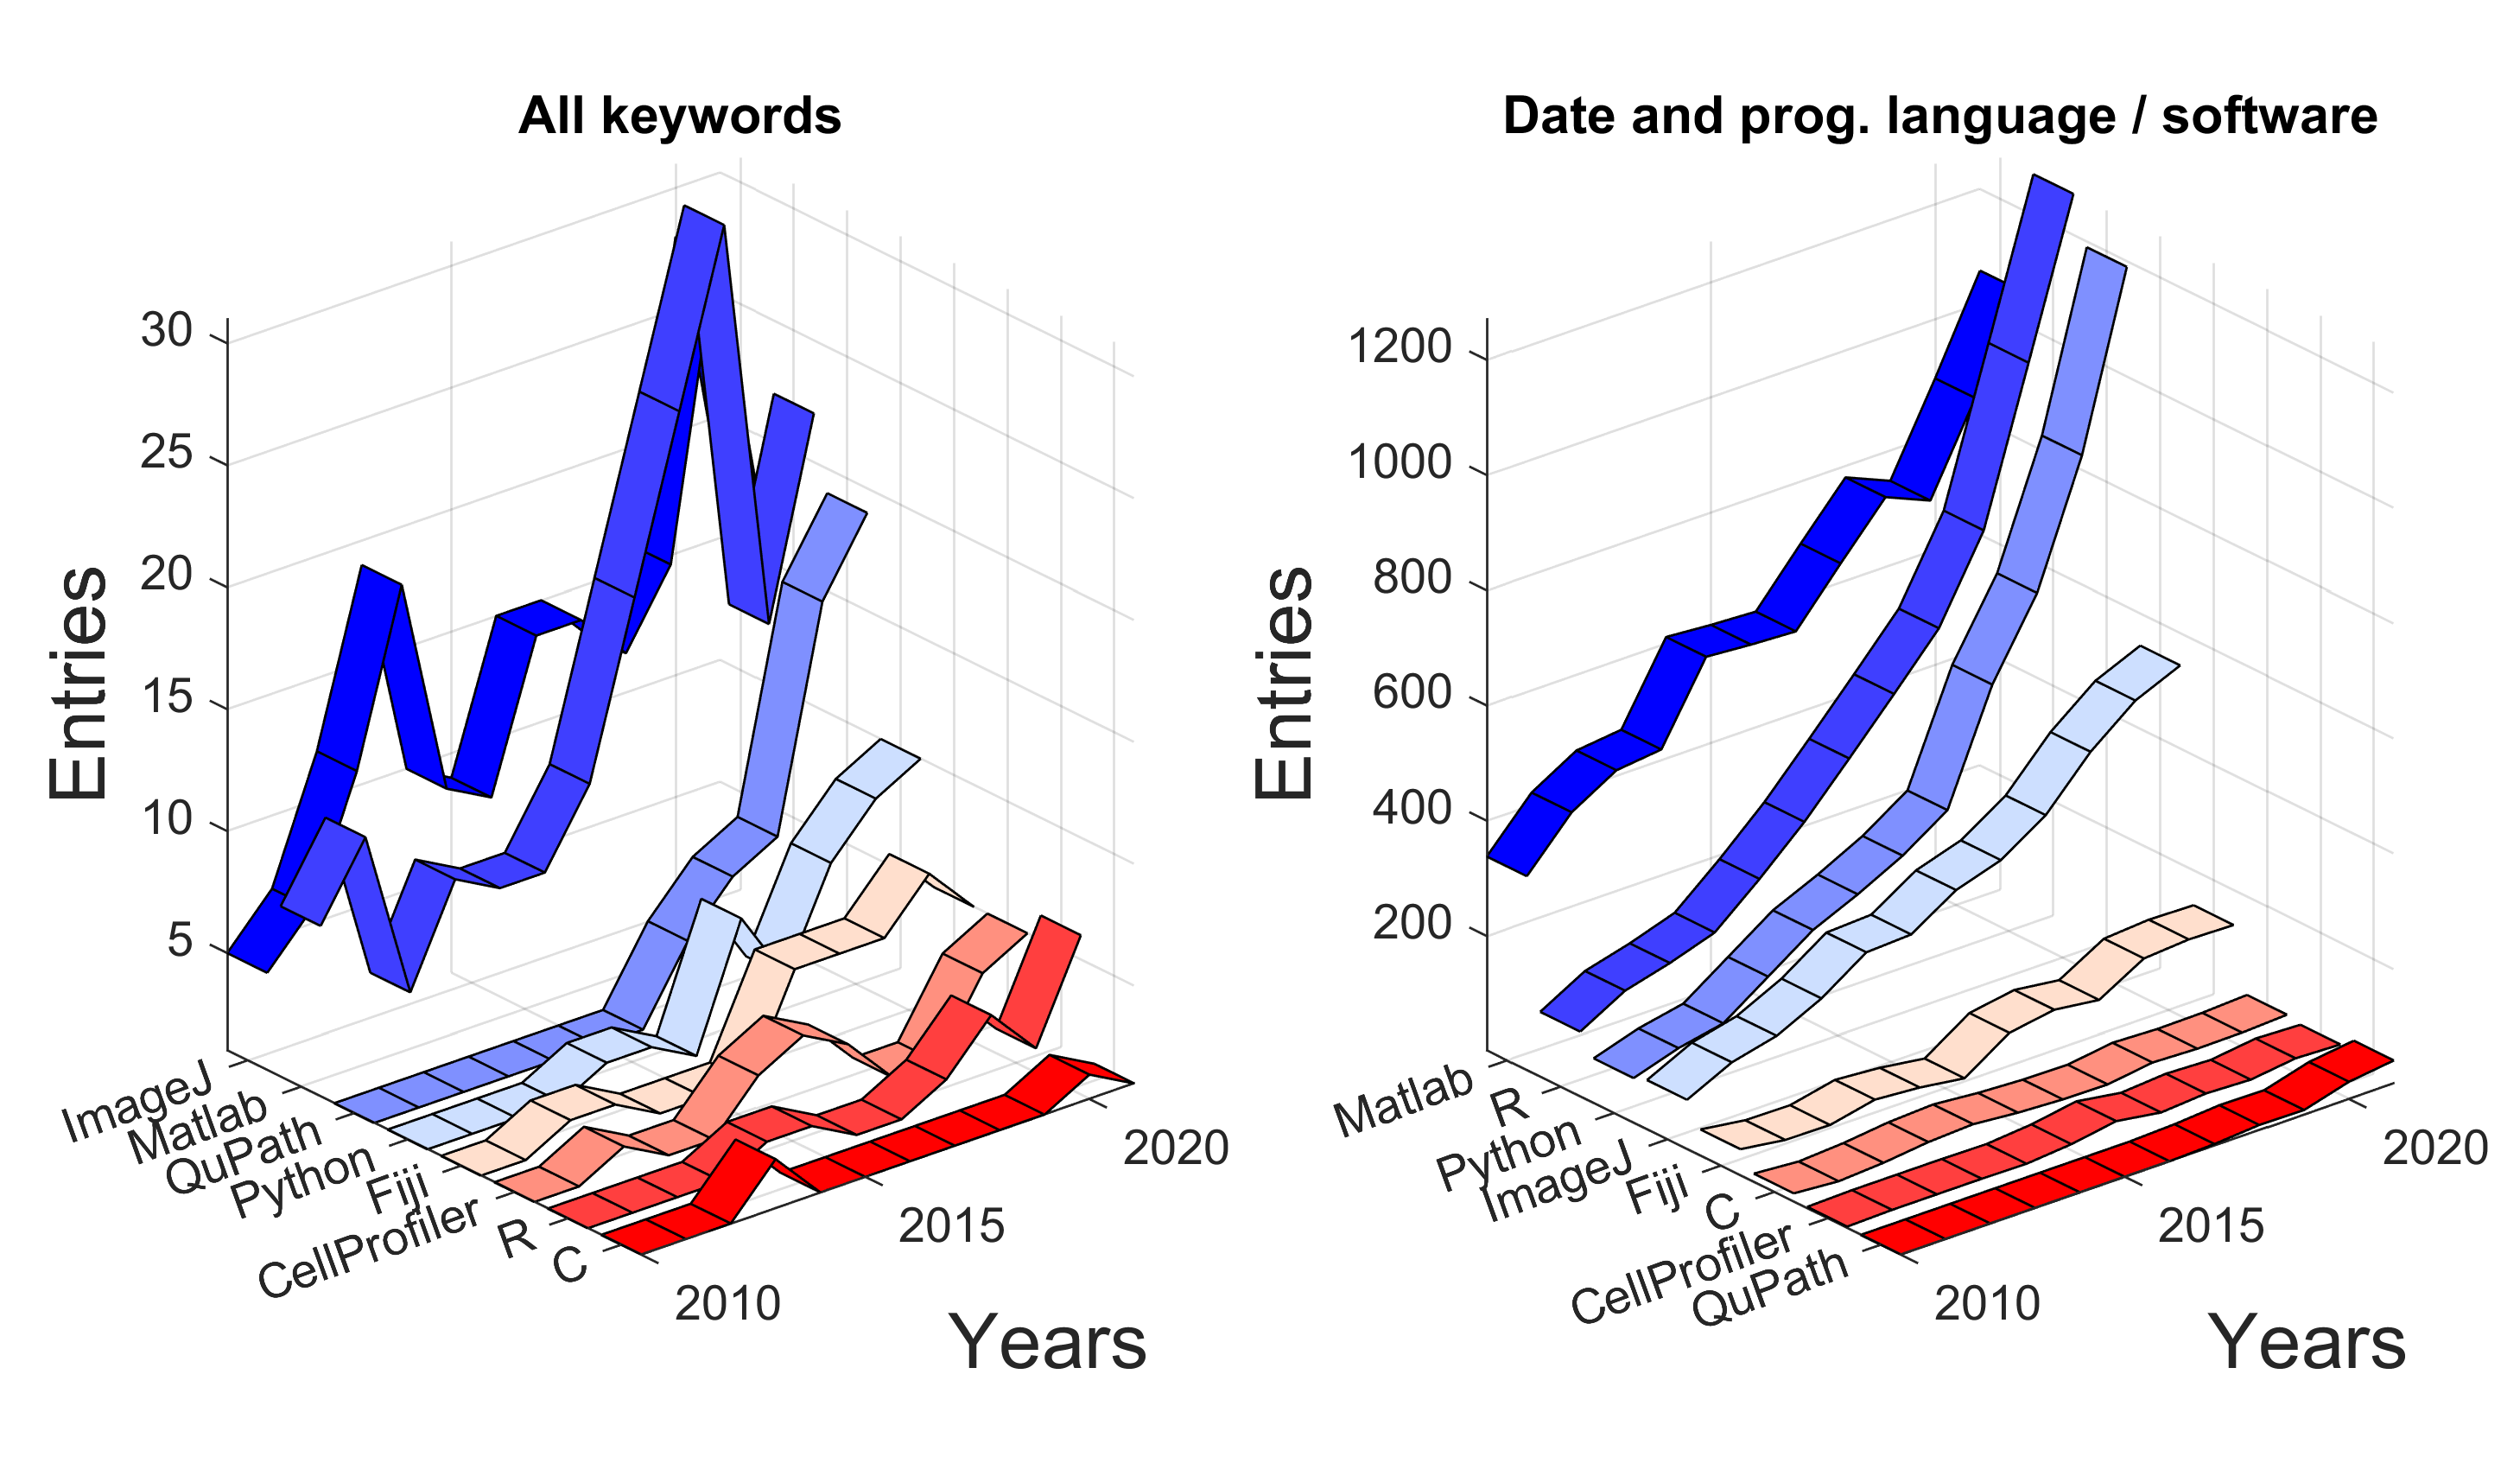 All keywords
30
25
20
15
10
5
Entries
ImageJ
Matlab
QuPath
Python
Fiji
CellProfiler
R
C
2010
2015
2020
Years
Date and prog. language / software
1200
1000
800
600
400
200
Entries
Matlab
R
Python
ImageJ
Fiji
C
CellProfiler
QuPath
2010
2015
2020
Years